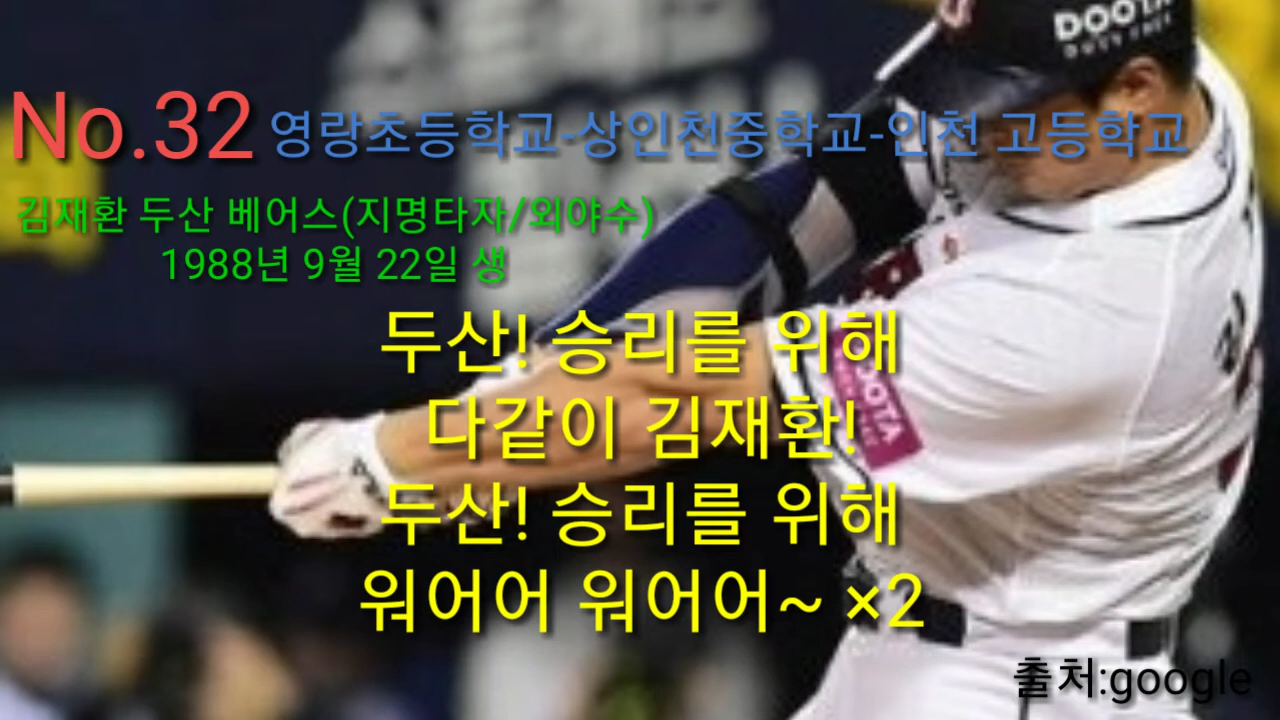 DOOTA
DUTY FREE
No.32 영랑초등학교-상인천중학교-인천 고등학교
김재환 두산 베어스(지명타자/외야수)
1988년 9월 22일 생
두산! 승리를 위해
다같이 김재환!
두산! 승리를 위해
워어어 워어어~ ×2
DOOTA
출처:google